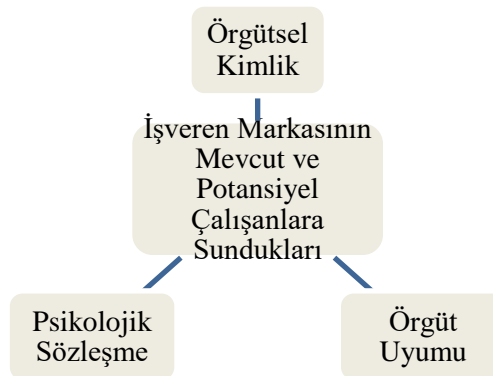 Örgütsel
Kimlik
İşveren Markasının
Mevcut ve
Potansiyel
Çalışanlara
Sundukları
Psikolojik
Sözleşme
Örgüt
Uyumu